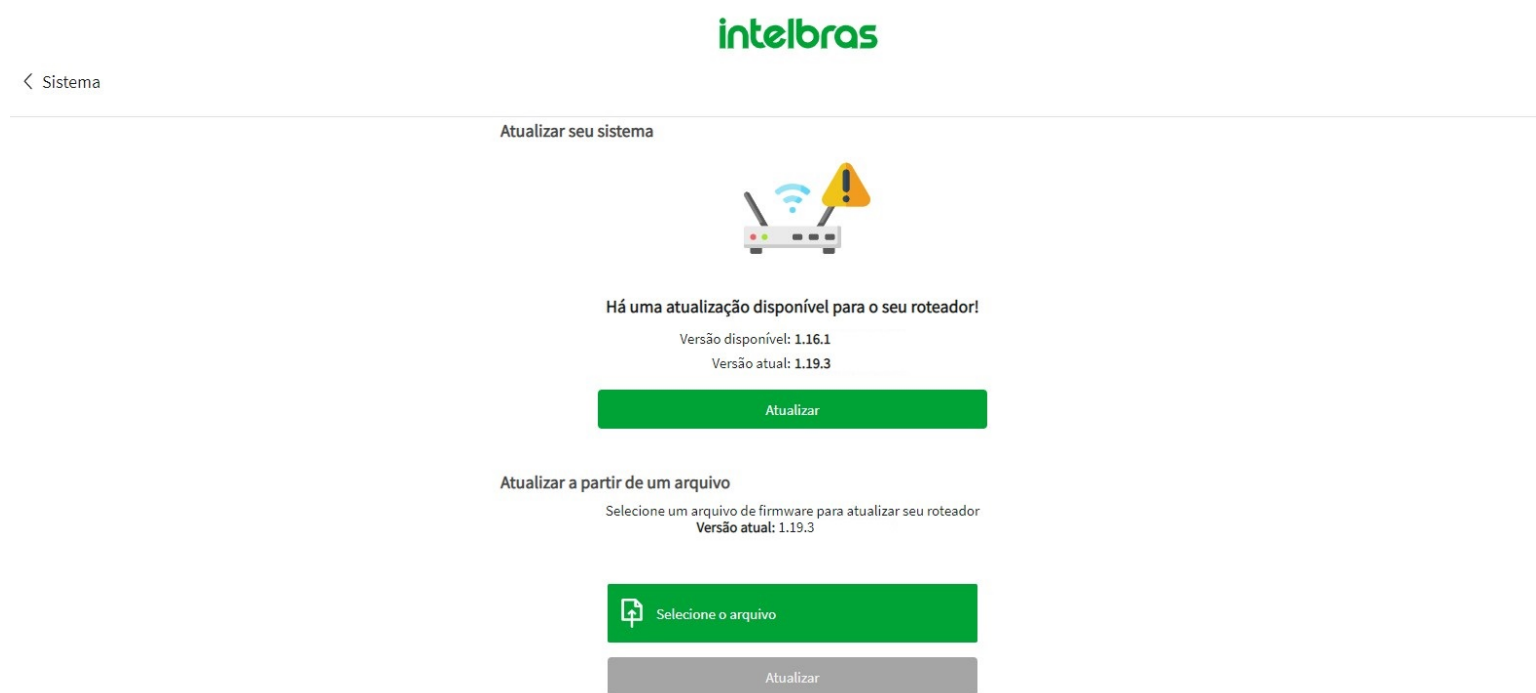 intelbras
Sistema
Atualizar seu sistema
Há uma atualização disponível para o seu roteador!
Versão disponível: 1.16.1
Versão atual: 1.19.3
Atualizar
Atualizar a partir de um arquivo
Selecione um arquivo de firmware para atualizar seu roteador
Versão atual: 1.19.3
Selecione o arquivo
Atualizar